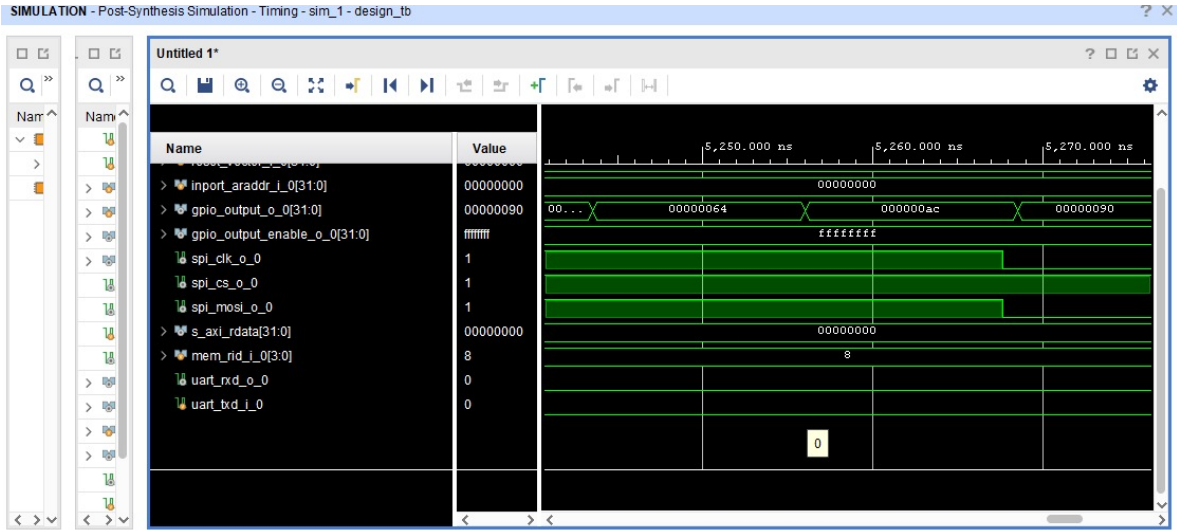 SIMULATION - Post-Synthesis Simulation - Timing - sim_1 - design_tb
Untitled 1*
Nam
Name
Name Value
5,250.000 ns 5,260.000 ns 5,270.000 ns
inport_araddr_i_0[31:0] 00000000 00000000
gpio_output_o_0[31:0] 00000090 00... 00000064 000000ac 00000090
gpio_output_enable_o_0[31:0] ffffffff ffffffff
spi_clk_o_0 1
spi_cs_o_0 1
spi_mosi_o_0 1
s_axi_rdata[31:0] 00000000 00000000
mem_rid_i_0[3:0] 8 8
uart_rxd_o_0 0
uart_txd_i_0 0
0